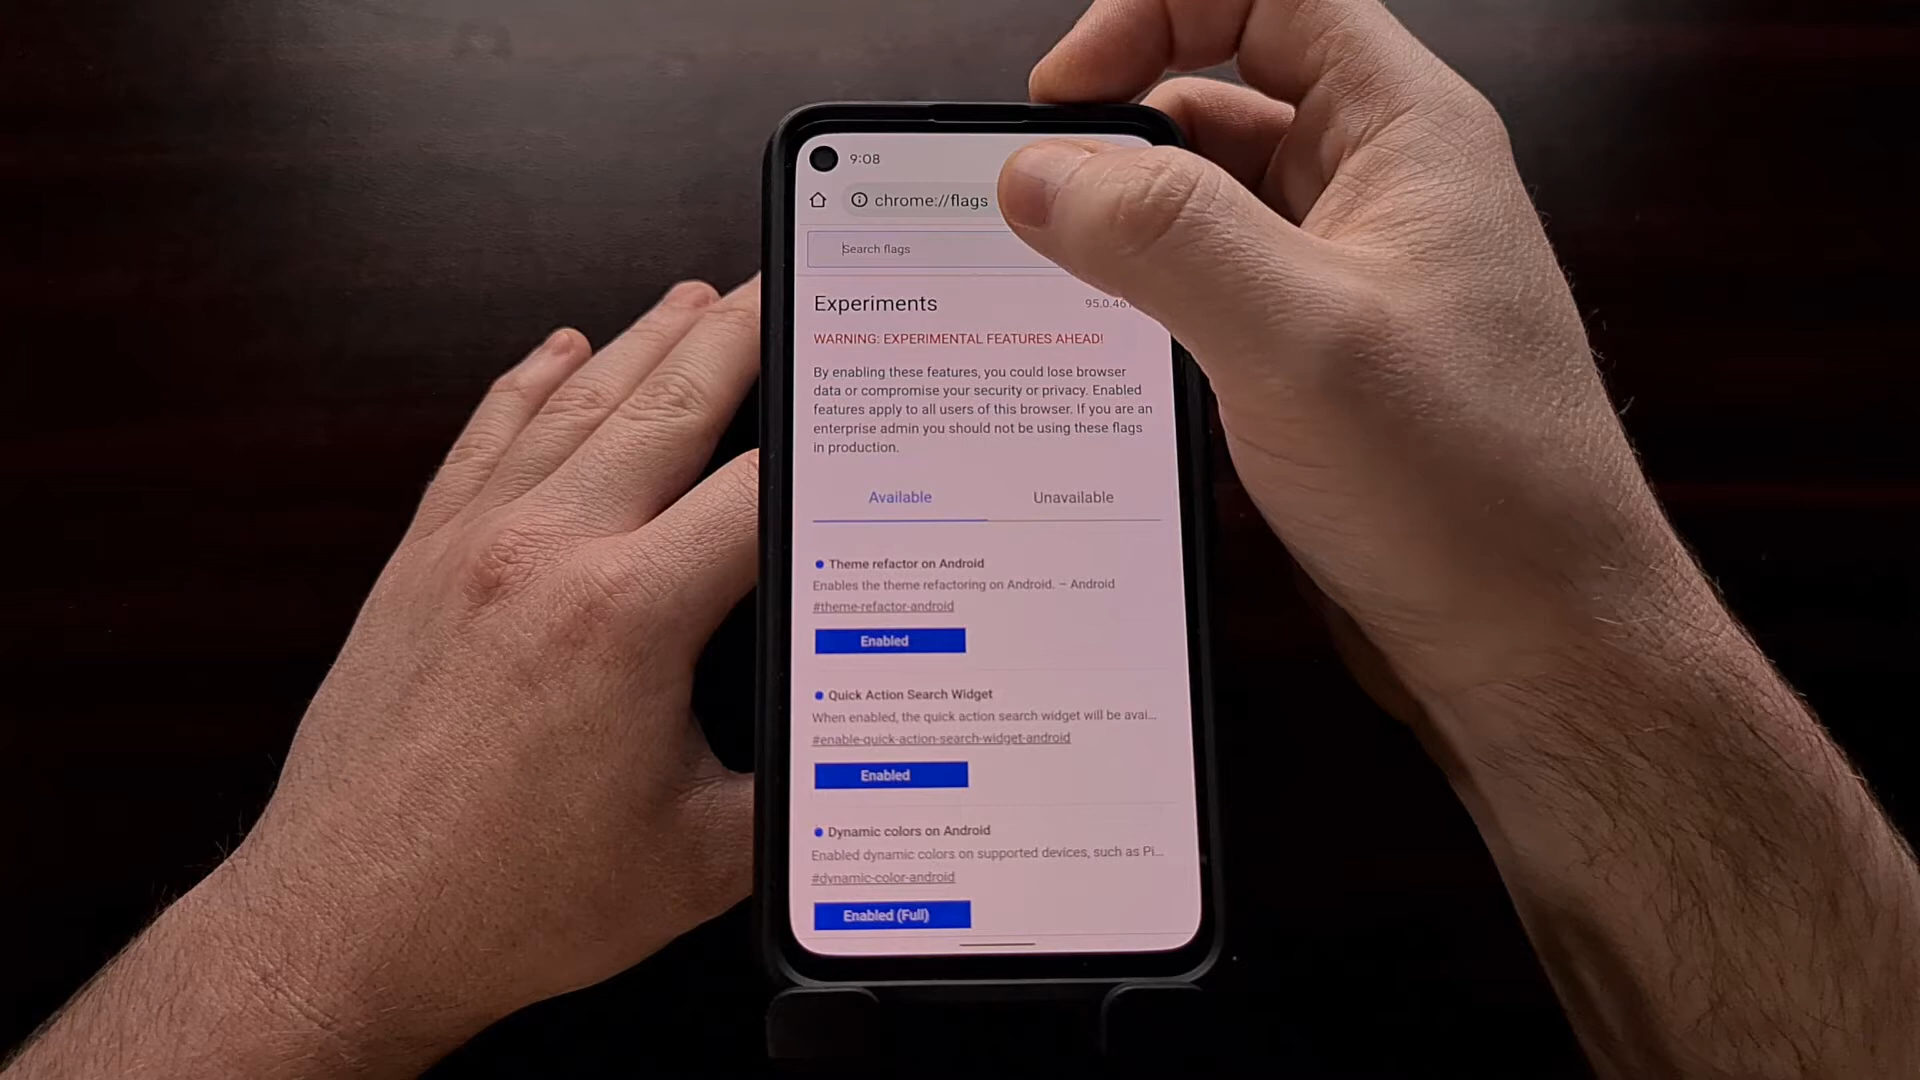 9:08
chrome://flags
Search flags
Experiments
95.0.46
WARNING: EXPERIMENTAL FEATURES AHEAD!
By enabling these features, you could lose browser
data or compromise your security or privacy. Enabled
features apply to all users of this browser. If you are an
enterprise admin you should not be using these flags
in production.
Available
Unavailable
Theme refactor on Android
Enables the theme refactoring on Android. – Android
#theme-refactor-android
Enabled
Quick Action Search Widget
When enabled, the quick action search widget will be avai...
#enable-quick-action-search-widget-android
Enabled
Dynamic colors on Android
Enabled dynamic colors on supported devices, such as Pi...
#dynamic-color-android
Enabled (Full)